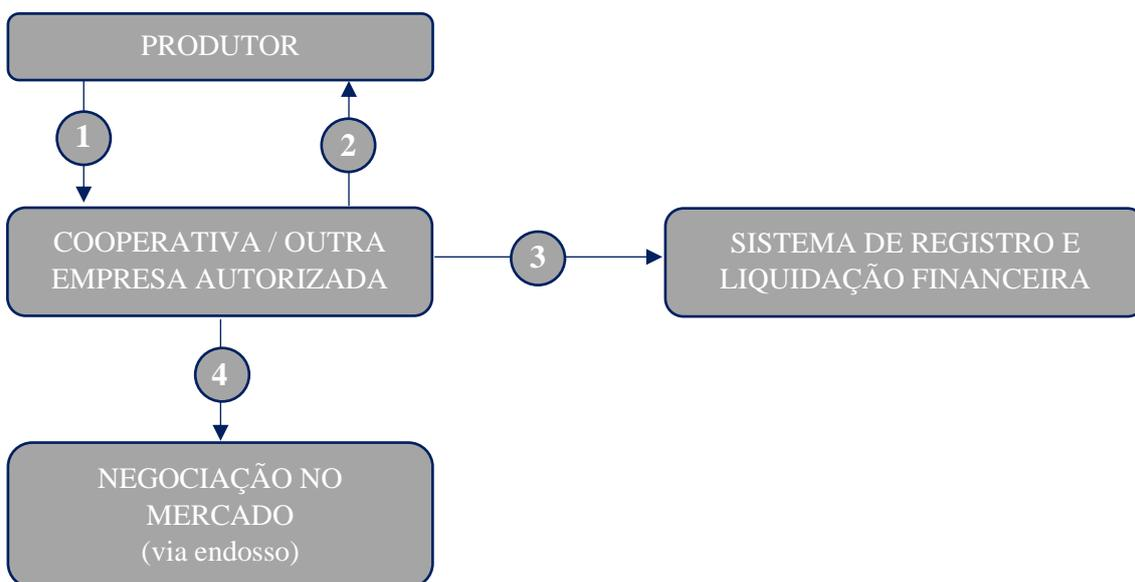 PRODUTOR
1
2
COOPERATIVA / OUTRA
EMPRESA AUTORIZADA
3
SISTEMA DE REGISTRO E
LIQUIDAÇÃO FINANCEIRA
4
NEGOCIAÇÃO NO
MERCADO
(via endosso)